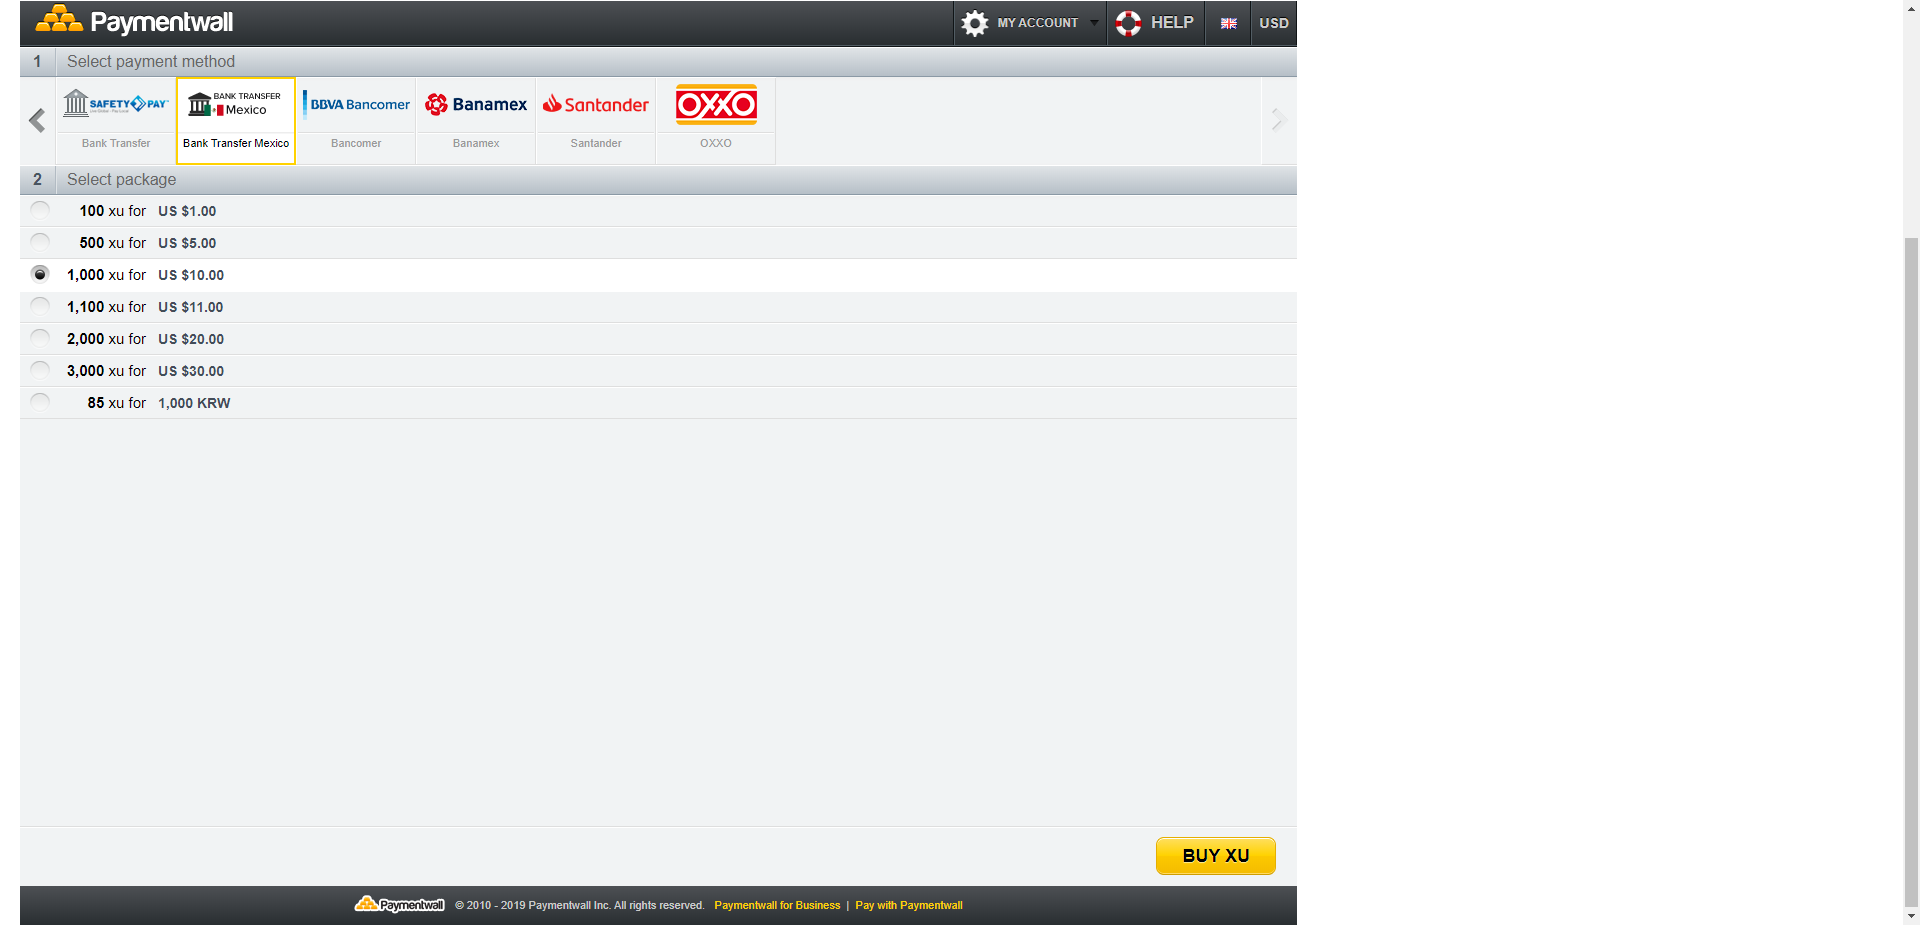 Paymentwall MY ACCOUNT HELP USD
1 Select payment method
SAFETY PAY BANK TRANSFER Mexico BBVA Bancomer Banamex Santander OXXO
Bank Transfer Bank Transfer Mexico Bancomer Banamex Santander OXXO
2 Select package
100 xu for US $1.00
500 xu for US $5.00
1,000 xu for US $10.00
1,100 xu for US $11.00
2,000 xu for US $20.00
3,000 xu for US $30.00
85 xu for 1,000 KRW
BUY XU
Paymentwall © 2010 - 2019 Paymentwall Inc. All rights reserved. Paymentwall for Business | Pay with Paymentwall